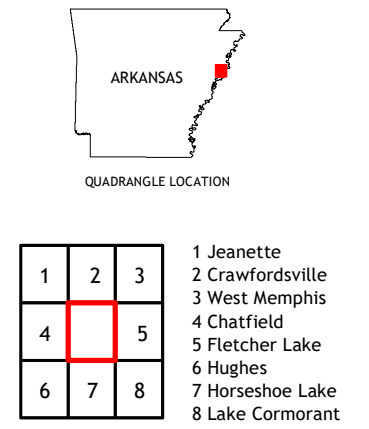 ARKANSAS
QUADRANGLE LOCATION
1 2 3
4 5
6 7 8
1 Jeanette
2 Crawfordsville
3 West Memphis
4 Chatfield
5 Fletcher Lake
6 Hughes
7 Horseshoe Lake
8 Lake Cormorant